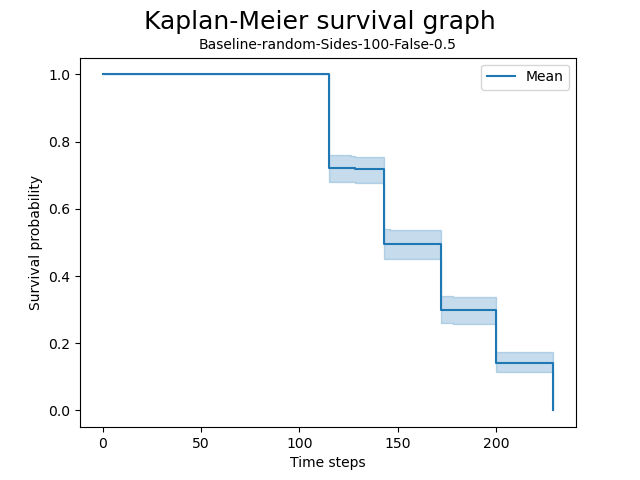 Kaplan-Meier survival graph
Baseline-random-Sides-100-False-0.5
Mean
1.0
0.8
0.6
0.4
0.2
0.0
Survival probability
0
50
100
150
200
Time steps